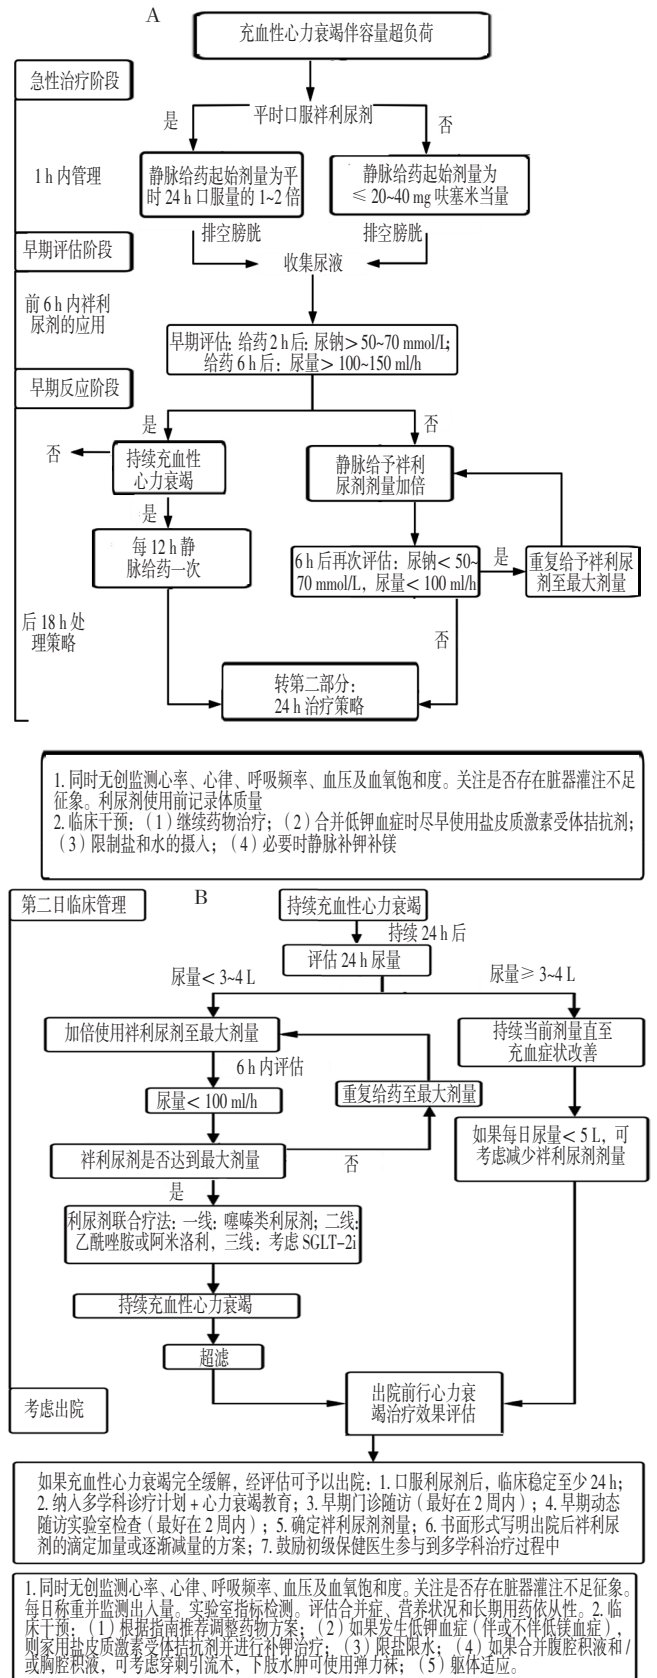 A
充血性心力衰竭伴容量超负荷
急性治疗阶段
平时口服袢利尿剂
是
否
1 h 内管理
静脉给药起始剂量为平
时 24 h 口服量的 1~2 倍
静脉给药起始剂量为
≤ 20~40 mg 呋塞米当量
排空膀胱
排空膀胱
早期评估阶段
收集尿液
前 6 h 内袢利
尿剂的应用
早期评估: 给药 2 h 后: 尿钠> 50~70 mmol/L;
给药 6 h 后: 尿量> 100~150 ml/h
早期反应阶段
是
否
否
持续充血性
心力衰竭
静脉给予袢利
尿剂剂量加倍
是
每 12 h 静
脉给药一次
6 h 后再次评估: 尿钠< 50~
70 mmol/L, 尿量< 100 ml/h
是
重复给予袢利尿
剂至最大剂量
后 18 h 处
理策略
否
转第二部分:
24 h 治疗策略
1. 同时无创监测心率、心律、呼吸频率、血压及血氧饱和度。关注是否存在脏器灌注不足
征象。利尿剂使用前记录体质量
2. 临床干预:(1)继续药物治疗;(2)合并低钾血症时尽早使用盐皮质激素受体拮抗剂;
(3)限制盐和水的摄入;(4)必要时静脉补钾补镁
第二日临床管理
B
持续充血性心力衰竭
持续 24 h 后
评估 24 h 尿量
尿量< 3~4 L
尿量≥ 3~4 L
加倍使用袢利尿剂至最大剂量
持续当前剂量直至
充血症状改善
6 h 内评估
尿量< 100 ml/h
重复给药至最大剂量
如果每日尿量< 5 L, 可
考虑减少袢利尿剂剂量
袢利尿剂是否达到最大剂量
否
是
利尿剂联合疗法: 一线: 噻嗪类利尿剂; 二线:
乙酰唑胺或阿米洛利, 三线: 考虑 SGLT-2i
持续充血性心力衰竭
超滤
考虑出院
出院前行心力衰
竭治疗效果评估
如果充血性心力衰竭完全缓解, 经评估可予以出院: 1. 口服利尿剂后, 临床稳定至少 24 h;
2. 纳入多学科诊疗计划 + 心力衰竭教育; 3. 早期门诊随访(最好在 2 周内); 4. 早期动态
随访实验室检查(最好在 2 周内); 5. 确定袢利尿剂剂量; 6. 书面形式写明出院后袢利尿
剂的滴定加量或逐渐减量的方案; 7. 鼓励初级保健医生参与到多学科治疗过程中
1. 同时无创监测心率、心律、呼吸频率、血压及血氧饱和度。关注是否存在脏器灌注不足征象。
每日称重并监测出入量。实验室指标检测。评估合并症、营养状况和长期用药依从性。2. 临
床干预:(1)根据指南推荐调整药物方案;(2)如果发生低钾血症(伴或不伴低镁血症),
则家用盐皮质激素受体拮抗剂并进行补钾治疗;(3)限盐限水;(4)如果合并腹腔积液和 /
或胸腔积液, 可考虑穿刺引流术, 下肢水肿可使用弹力袜;(5)躯体适应。